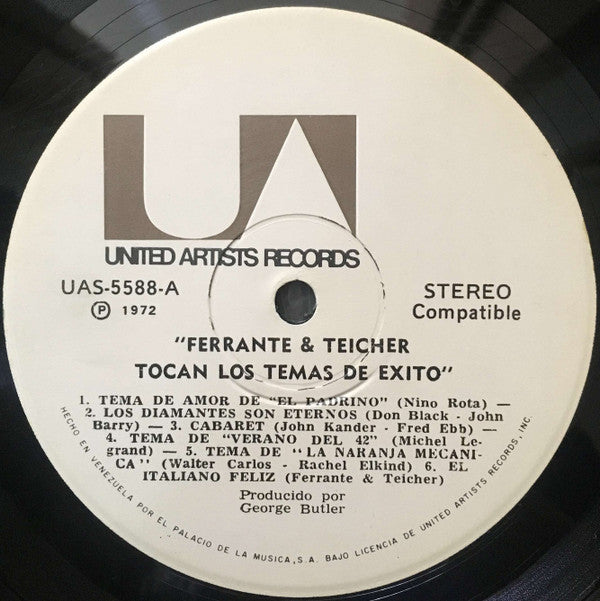 UA
UNITED ARTISTS RECORDS
UAS-5588-A
Ⓟ 1972
STEREO
Compatible
"FERRANTE & TEICHER
TOCAN LOS TEMAS DE EXITO"
1. TEMA DE AMOR DE "EL PADRINO" (Nino Rota) —
2. LOS DIAMANTES SON ETERNOS (Don Black - John
Barry) — 3. CABARET (John Kander - Fred Ebb) —
4. TEMA DE "VERANO DEL 42" (Michel Le-
grand) — 5. TEMA DE "LA NARANJA MECANI-
CA" (Walter Carlos - Rachel Elkind) 6. EL
ITALIANO FELIZ (Ferrante & Teicher)
Producido por
George Butler
HECHO EN VENEZUELA POR EL PALACIO DE LA MUSICA, S.A. BAJO LICENCIA DE UNITED ARTISTS RECORDS, INC.